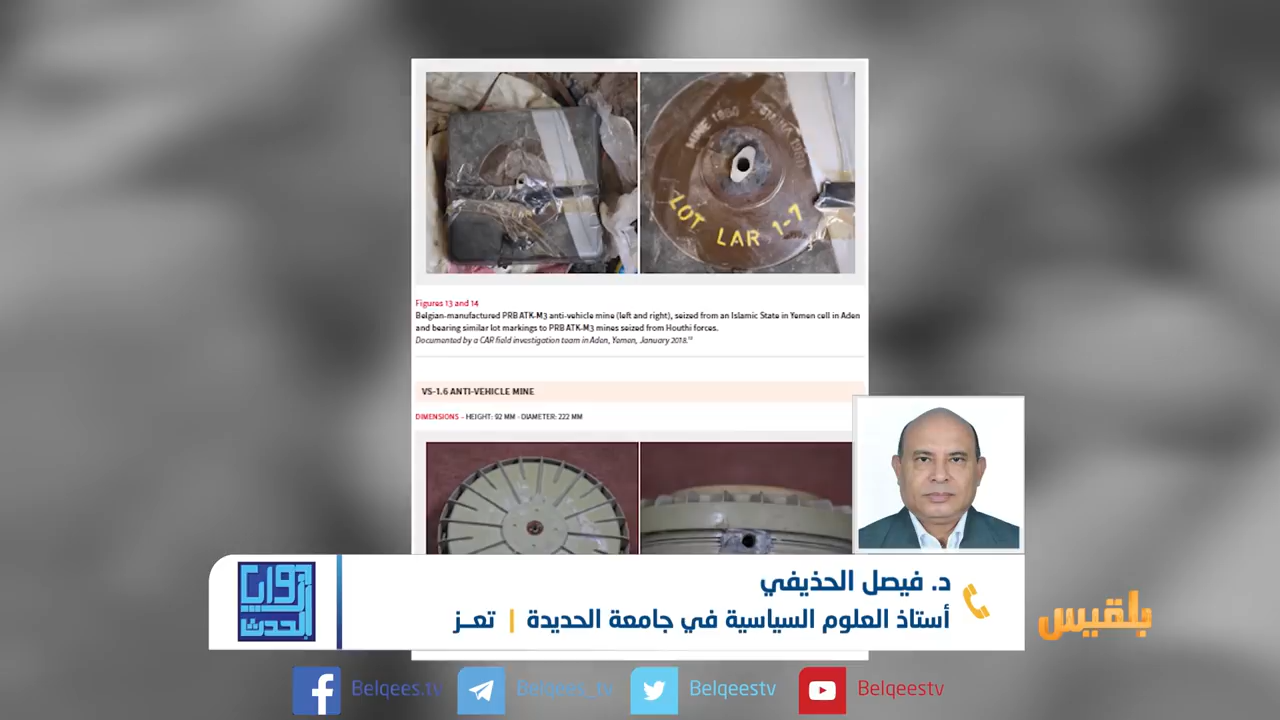 MINE 1980
LOT LAR 1-7
Figures 13 and 14
Belgian-manufactured PRB ATK-M3 anti-vehicle mine (left and right), seized from an Islamic State in Yemen cell in Aden
and bearing similar lot markings to PRB ATK-M3 mines seized from Houthi forces.
Documented by a CAR field investigation team in Aden, Yemen, January 2018.
VS-1.6 ANTI-VEHICLE MINE
DIMENSIONS - HEIGHT: 92 MM - DIAMETER: 222 MM
د. فيصل الحذيفي
أستاذ العلوم السياسية في جامعة الحديدة | تعــز
زوايا
الحدث
بلقيس
Belqees.tv
Belqees_tv
Belqeestv
Belqeestv